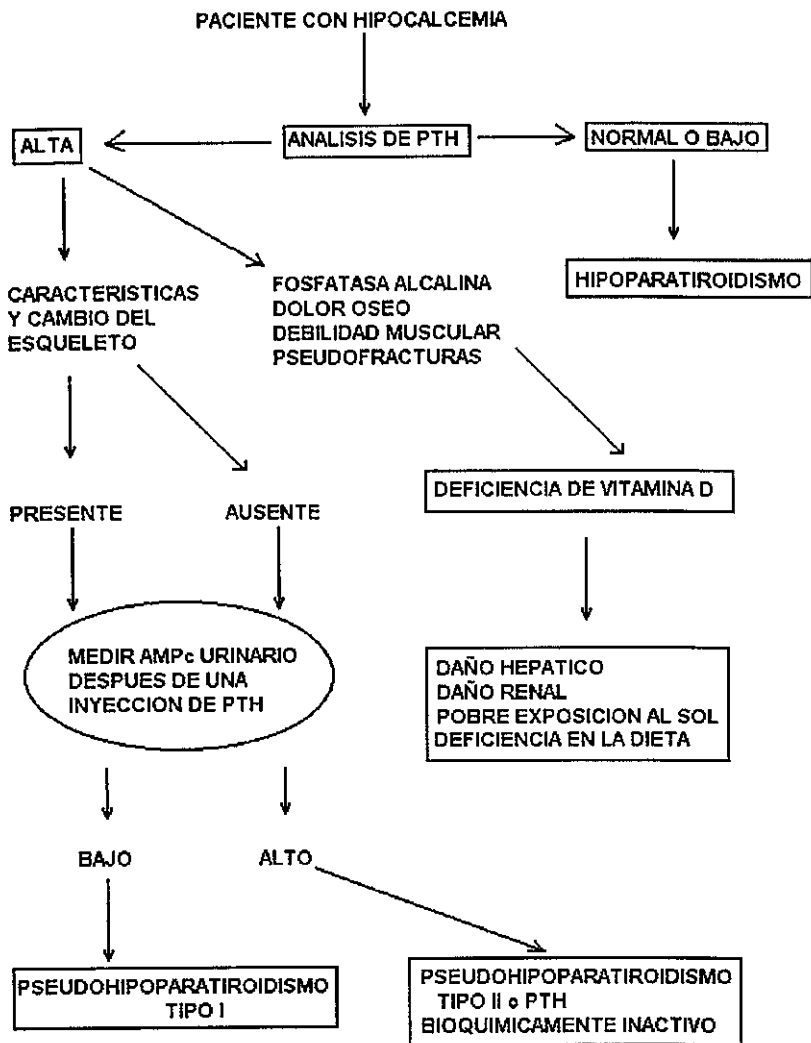 PACIENTE CON HIPOCALCEMIA
ALTA
ANALISIS DE PTH
NORMAL O BAJO
HIPOPARATIROIDISMO
CARACTERISTICAS
Y CAMBIO DEL
ESQUELETO
FOSFATASA ALCALINA
DOLOR OSEO
DEBILIDAD MUSCULAR
PSEUDOFRACTURAS
DEFICIENCIA DE VITAMINA D
PRESENTE
AUSENTE
MEDIR AMPc URINARIO
DESPUES DE UNA
INYECCION DE PTH
DAÑO HEPATICO
DAÑO RENAL
POBRE EXPOSICION AL SOL
DEFICIENCIA EN LA DIETA
BAJO
ALTO
PSEUDOHIPOPARATIROIDISMO
TIPO I
PSEUDOHIPOPARATIROIDISMO
TIPO II o PTH
BIOQUIMICAMENTE INACTIVO